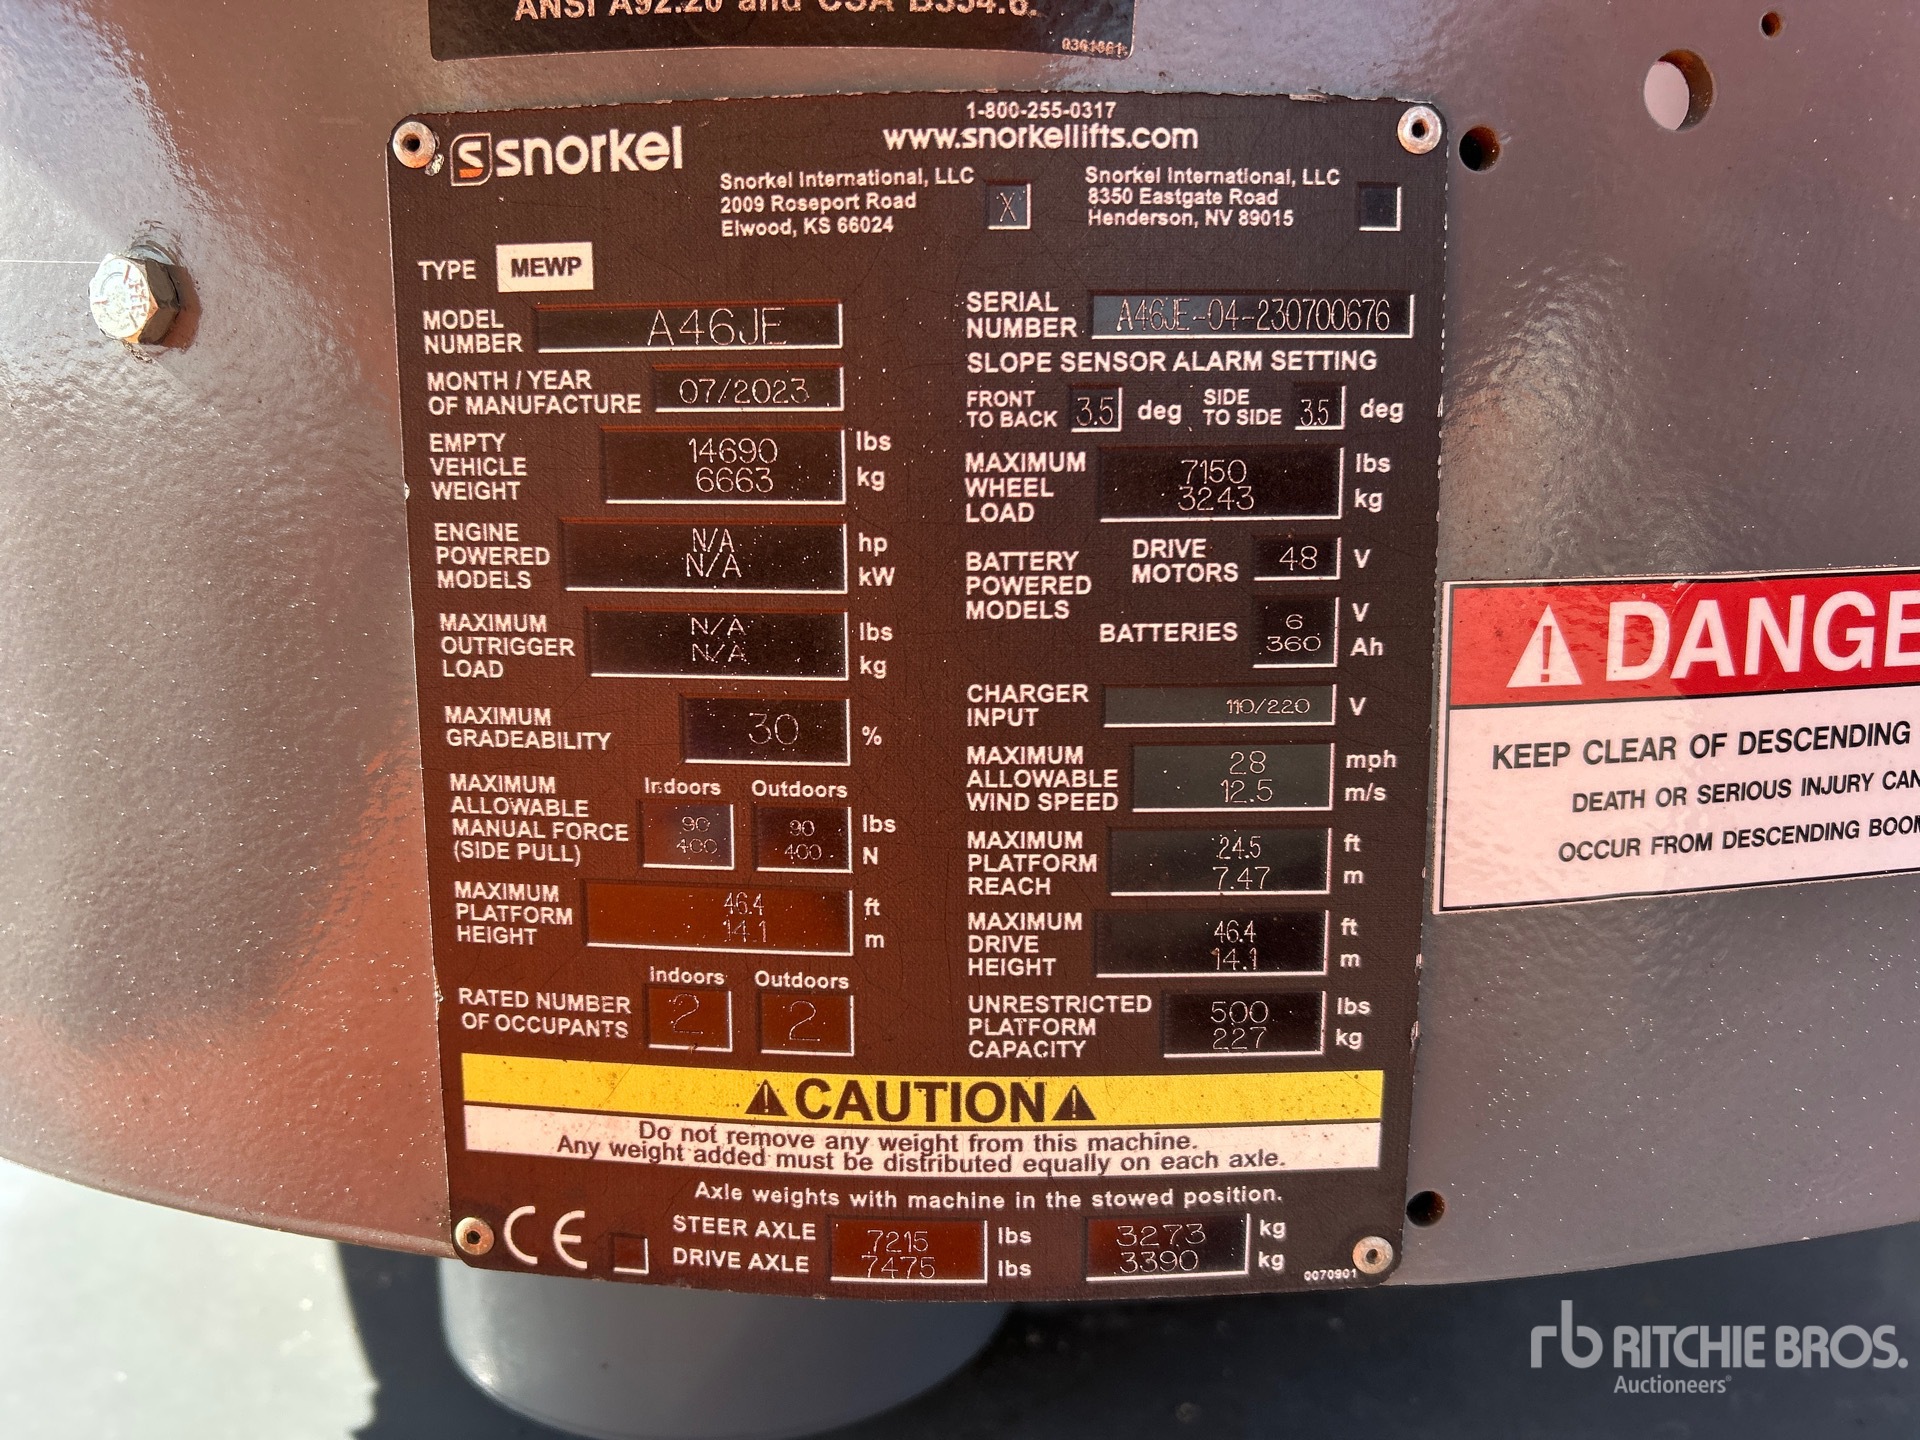 ANSI A92.20 and CSA B354.6.
0361661
snorkel
1-800-255-0317
www.snorkellifts.com
Snorkel International, LLC
2009 Roseport Road
Elwood, KS 66024
X
Snorkel International, LLC
8350 Eastgate Road
Henderson, NV 89015
TYPE MEWP
MODEL NUMBER A46JE
SERIAL NUMBER A46JE-04-230700676
MONTH / YEAR OF MANUFACTURE 07/2023
SLOPE SENSOR ALARM SETTING
FRONT TO BACK 3.5 deg SIDE TO SIDE 3.5 deg
EMPTY VEHICLE WEIGHT 14690 lbs
6663 kg
MAXIMUM WHEEL LOAD 7150 lbs
3243 kg
ENGINE POWERED MODELS N/A hp
N/A kW
BATTERY POWERED MODELS DRIVE MOTORS 48 V
BATTERIES 6 V
360 Ah
MAXIMUM OUTRIGGER LOAD N/A lbs
N/A kg
CHARGER INPUT 110/220 V
MAXIMUM GRADEABILITY 30 %
MAXIMUM ALLOWABLE WIND SPEED 28 mph
12.5 m/s
Indoors Outdoors
MAXIMUM ALLOWABLE MANUAL FORCE (SIDE PULL) 90 90 lbs
400 400 N
MAXIMUM PLATFORM REACH 24.5 ft
7.47 m
MAXIMUM PLATFORM HEIGHT 46.4 ft
14.1 m
MAXIMUM DRIVE HEIGHT 46.4 ft
14.1 m
Indoors Outdoors
RATED NUMBER OF OCCUPANTS 2 2
UNRESTRICTED PLATFORM CAPACITY 500 lbs
227 kg
CAUTION
Do not remove any weight from this machine.
Any weight added must be distributed equally on each axle.
Axle weights with machine in the stowed position.
CE
STEER AXLE 7215 lbs 3273 kg
DRIVE AXLE 7475 lbs 3390 kg
0070901
DANGE
KEEP CLEAR OF DESCENDING
DEATH OR SERIOUS INJURY CAN
OCCUR FROM DESCENDING BOOM
rb RITCHIE BROS.
Auctioneers